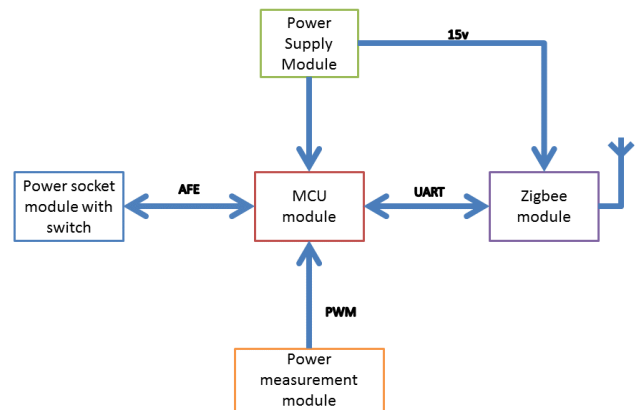 Power
Supply
Module
15v
Power socket
module with
switch
AFE
MCU
module
UART
Zigbee
module
PWM
Power
measurement
module